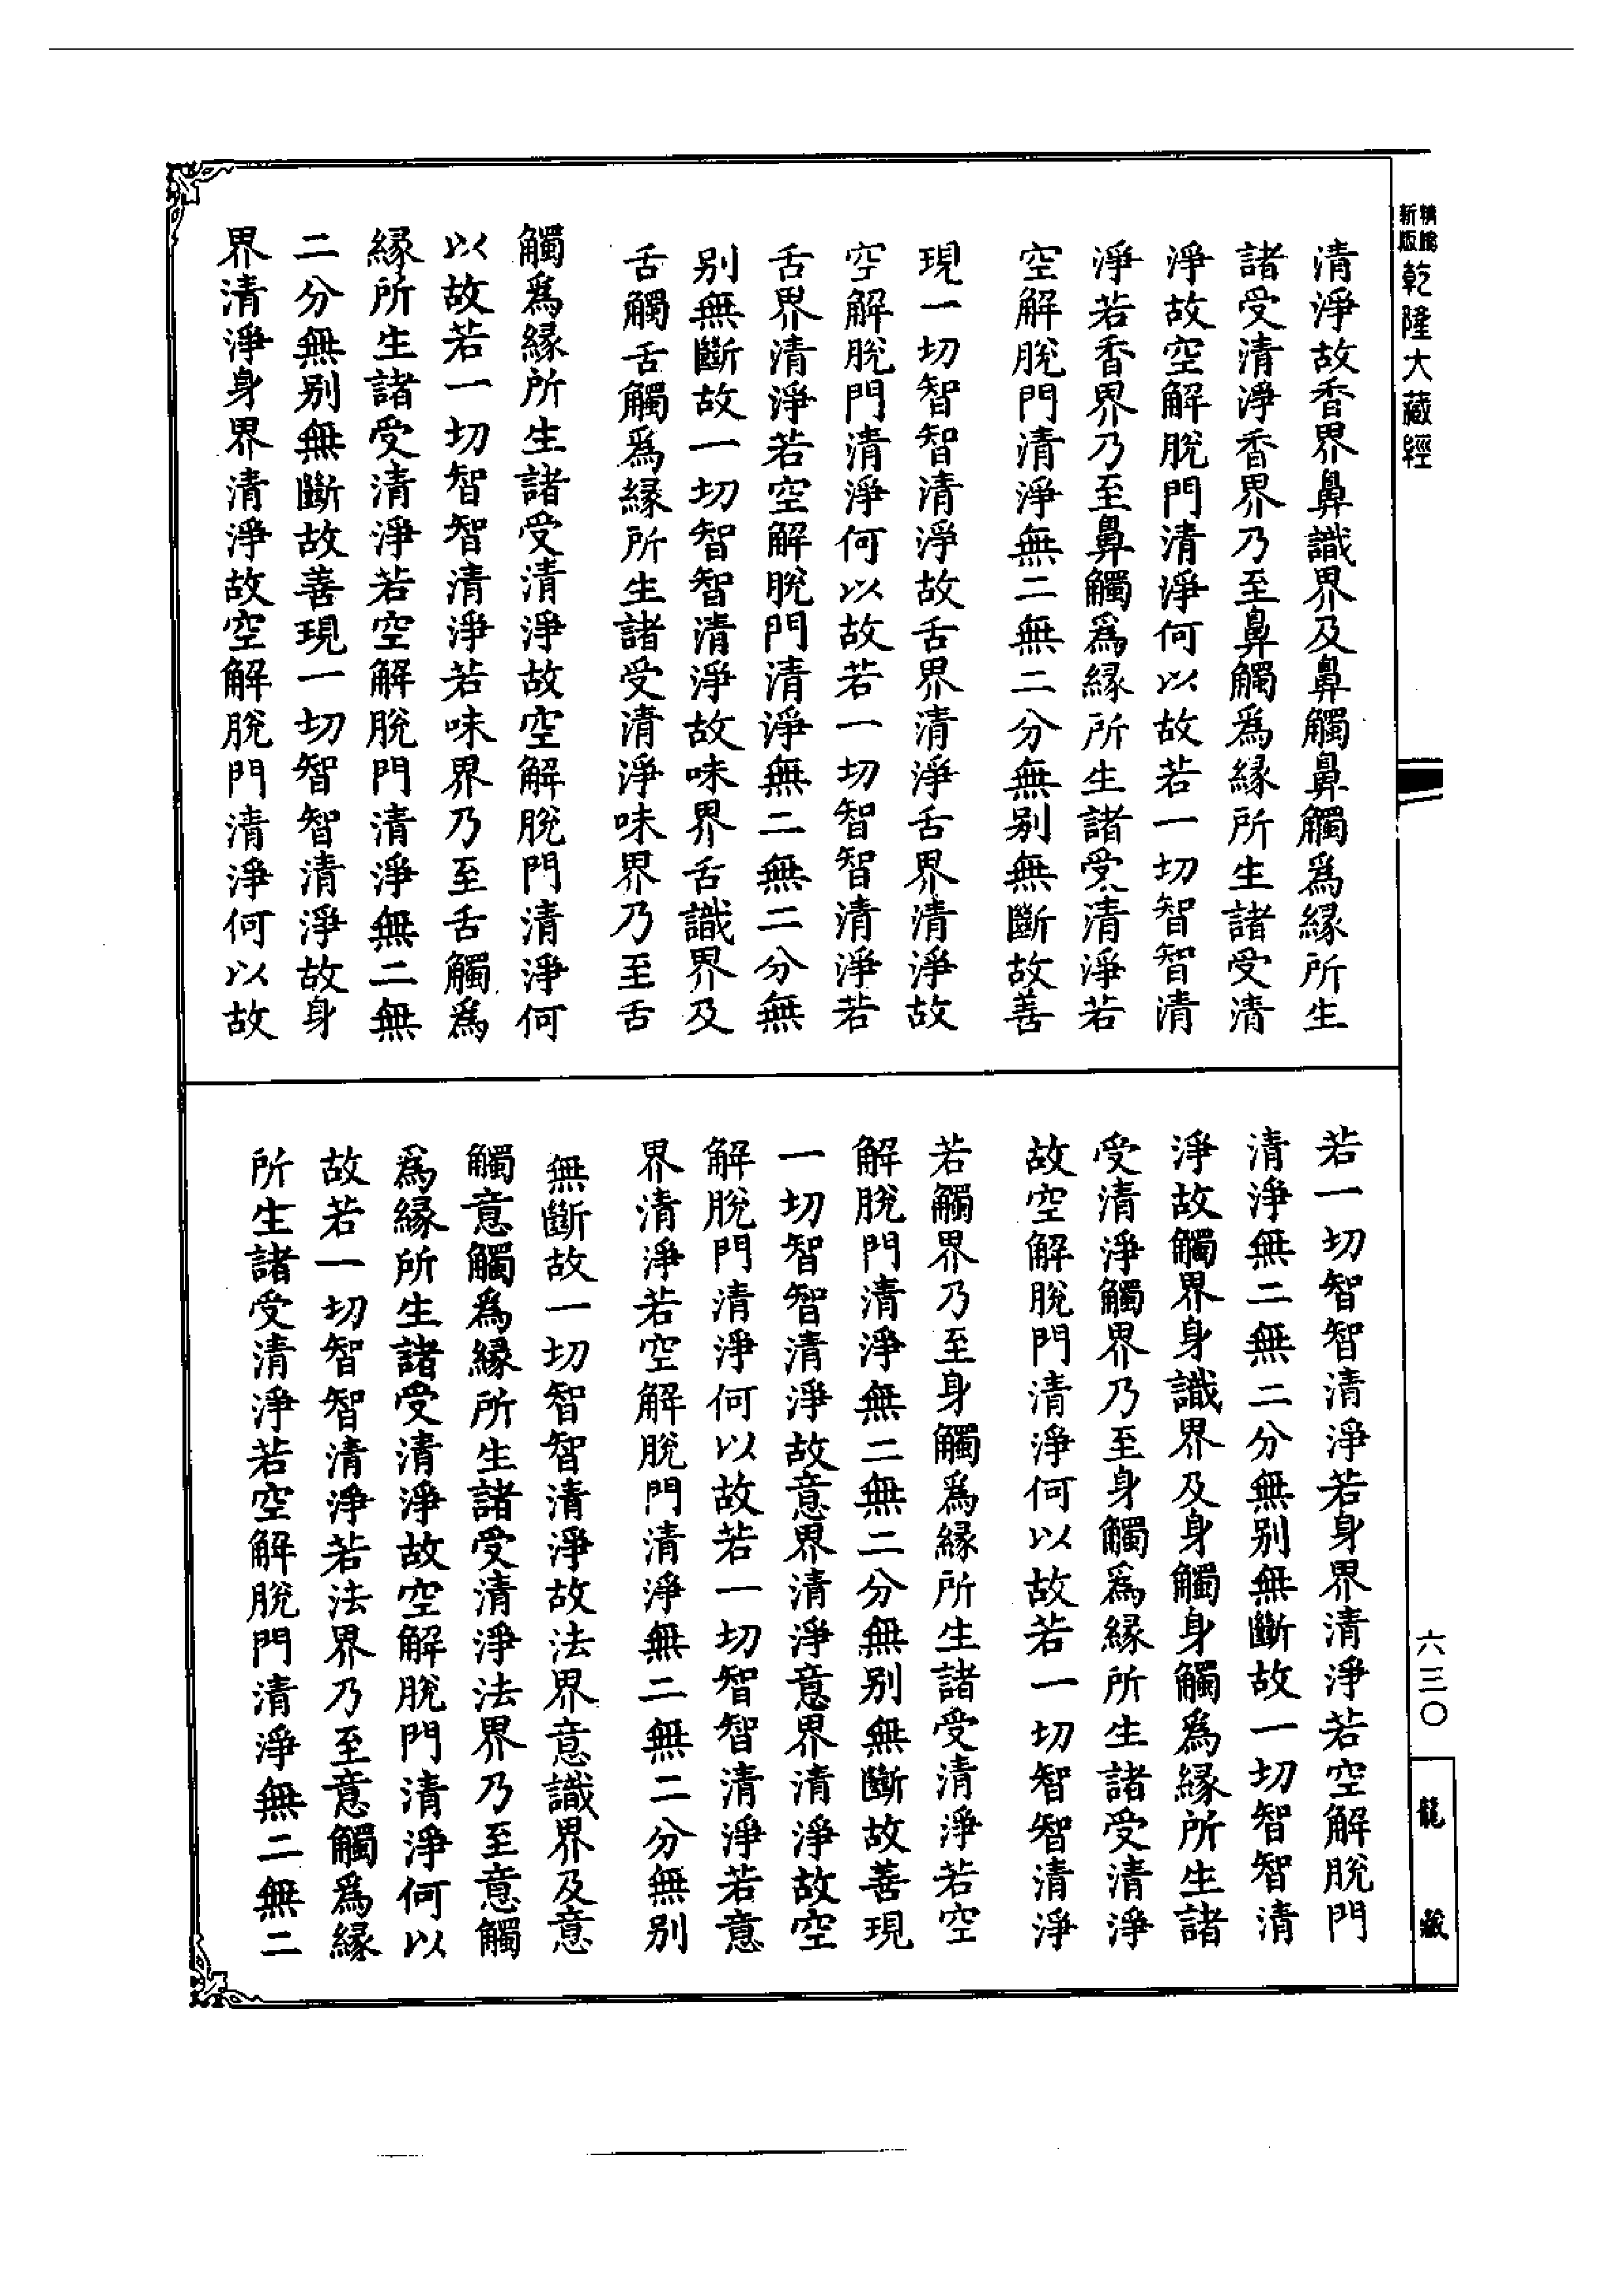 精騰
新版
乾隆大藏經
清淨故香界鼻識界及鼻觸鼻觸爲緣所生
諸受清淨香界乃至鼻觸爲緣所生諸受清
淨故空解脫門清淨何以故若一切智智清
淨若香界乃至鼻觸爲緣所生諸受清淨若
空解脫門清淨無二無二分無別無斷故善
現一切智智清淨故舌界清淨舌界清淨故
空解脫門清淨何以故若一切智智清淨若
舌界清淨若空解脫門清淨無二無二分無
別無斷故一切智智清淨故味界舌識界及
舌觸舌觸爲緣所生諸受清淨味界乃至舌
觸爲緣所生諸受清淨故空解脫門清淨何
以故若一切智智清淨若味界乃至舌觸爲
緣所生諸受清淨若空解脫門清淨無二無
二分無別無斷故善現一切智智清淨故身
界清淨身界清淨故空解脫門清淨何以故
若一切智智清淨若身界清淨若空解脫門
清淨無二無二分無別無斷故一切智智清
淨故觸界身識界及身觸身觸爲緣所生諸
受清淨觸界乃至身觸爲緣所生諸受清淨
故空解脫門清淨何以故若一切智智清淨
若觸界乃至身觸爲緣所生諸受清淨若空
解脫門清淨無二無二分無別無斷故善現
一切智智清淨故意界清淨意界清淨故空
解脫門清淨何以故若一切智智清淨若意
界清淨若空解脫門清淨無二無二分無別
無斷故一切智智清淨故法界意識界及意
觸意觸爲緣所生諸受清淨法界乃至意觸
爲緣所生諸受清淨故空解脫門清淨何以
故若一切智智清淨若法界乃至意觸爲緣
所生諸受清淨若空解脫門清淨無二無二
六三〇
龍藏